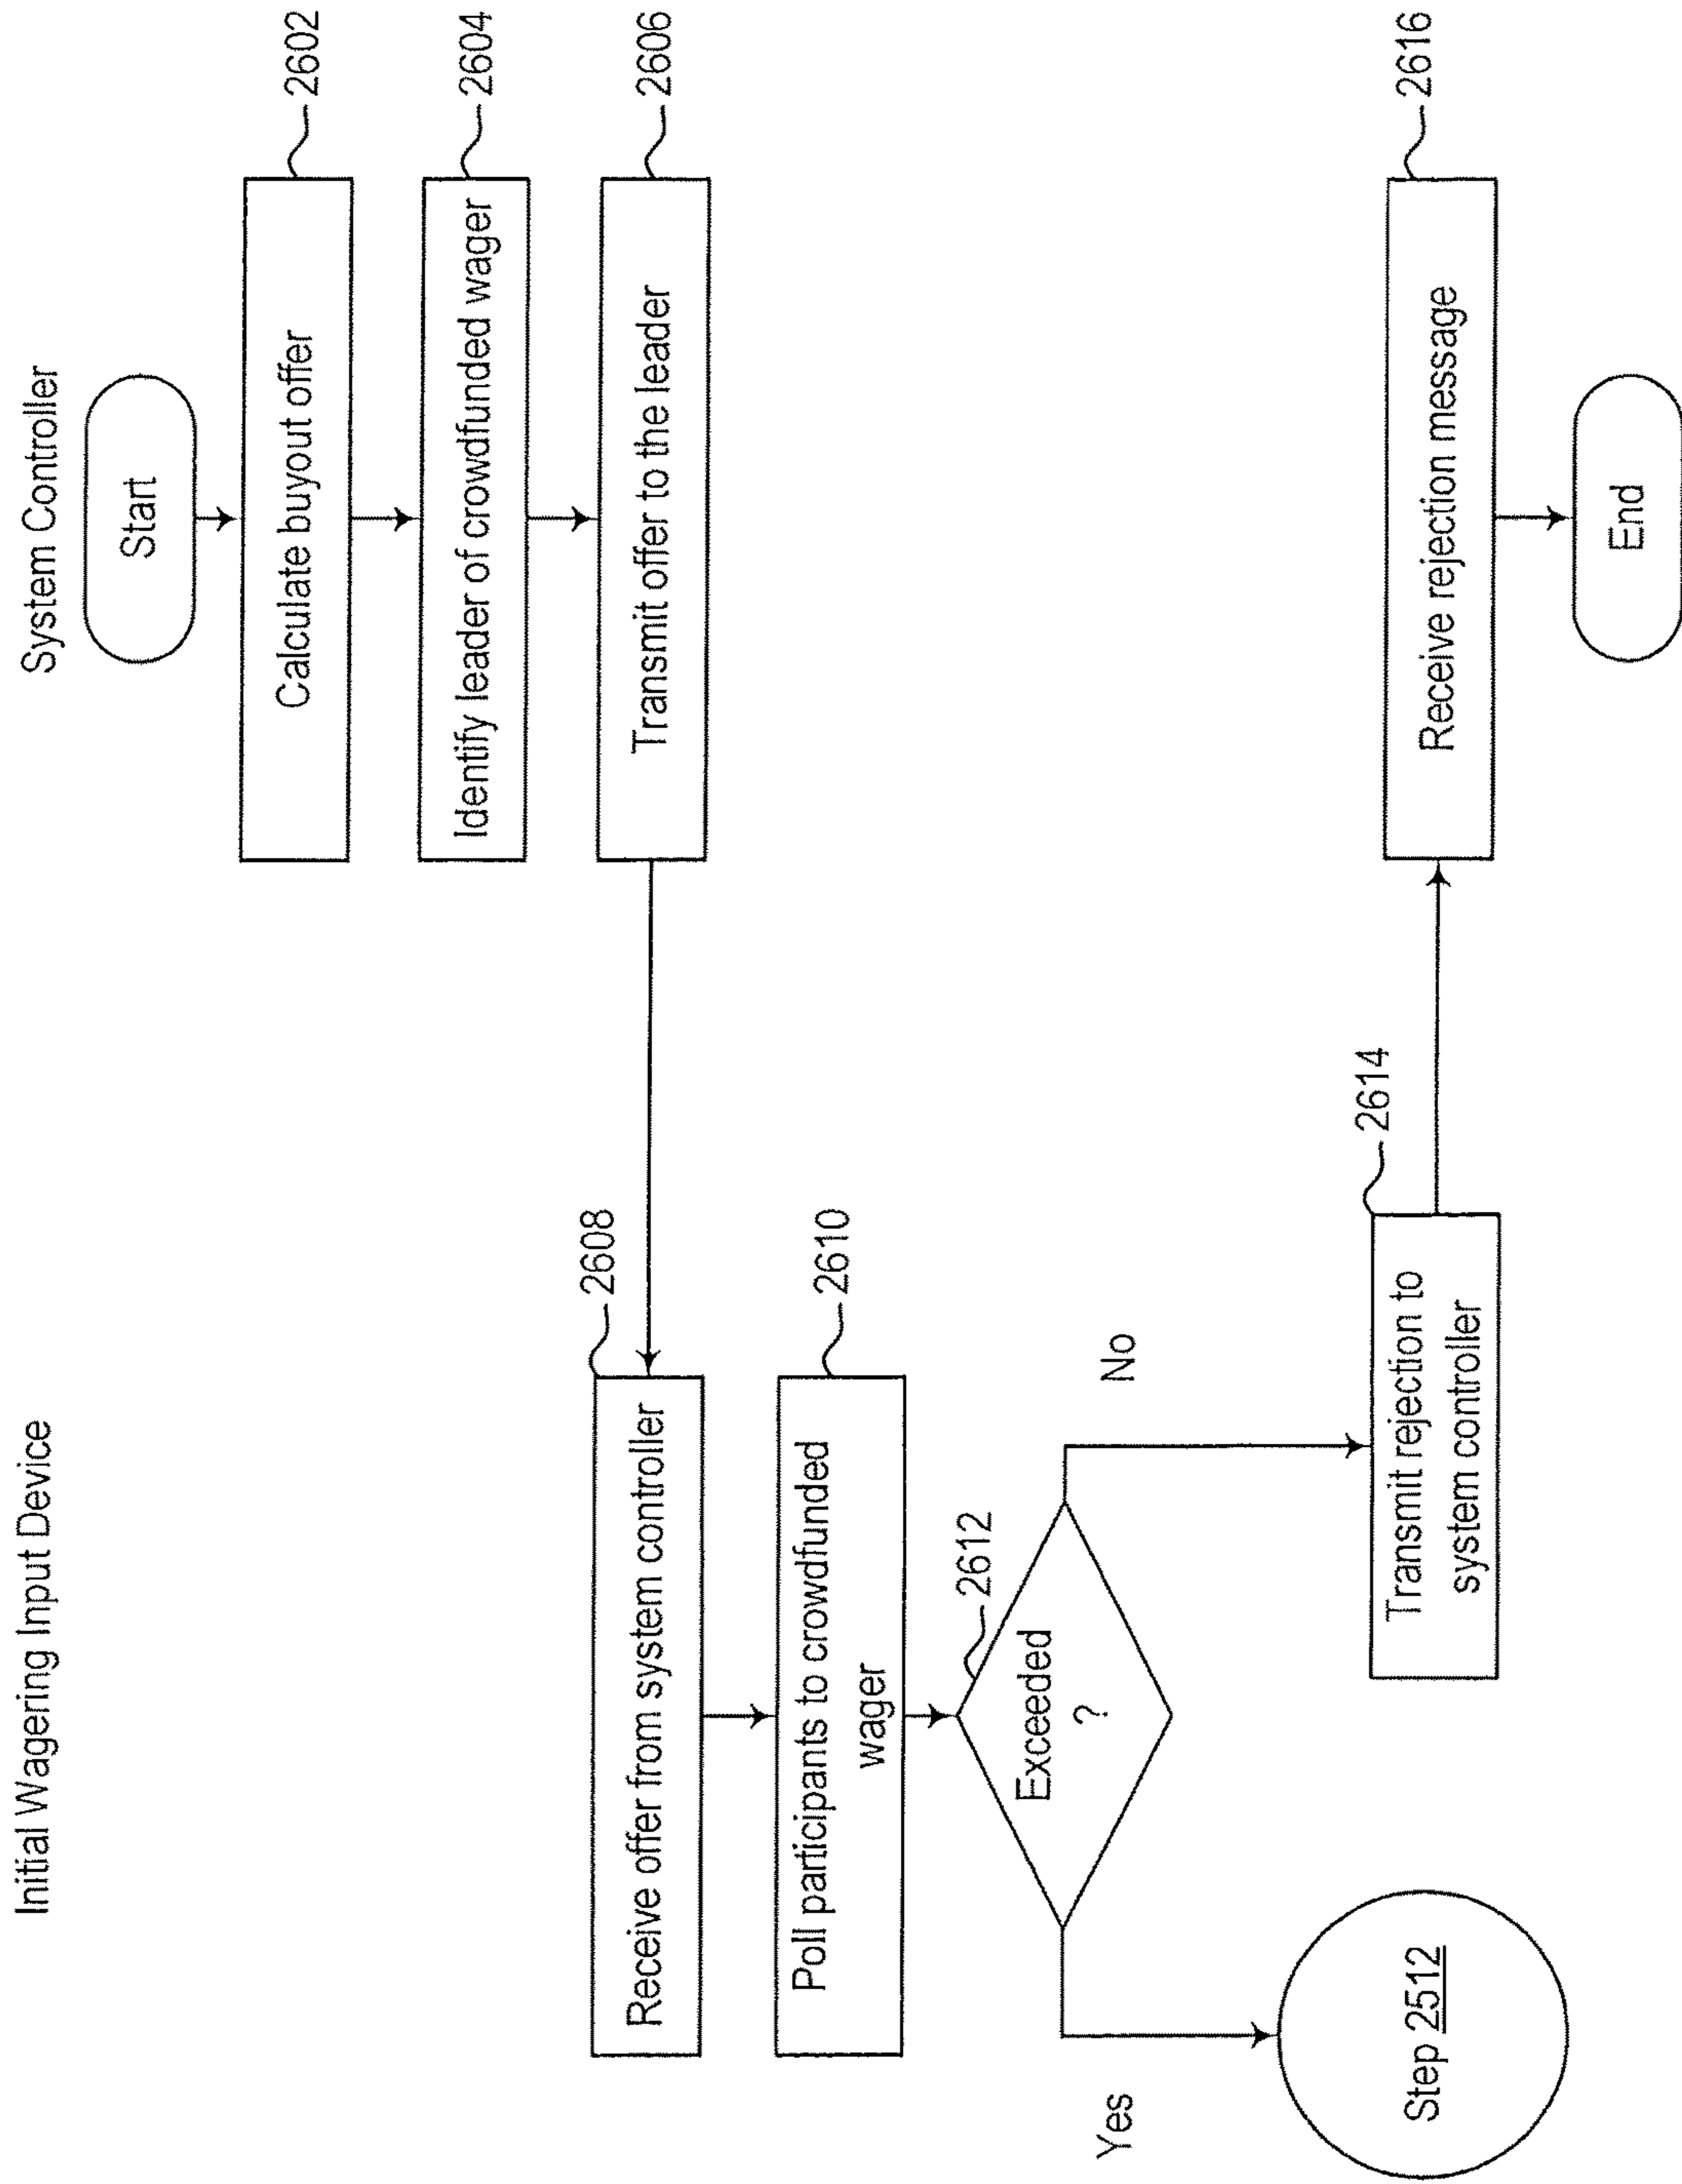 Initial Wagering Input Device
System Controller
Start
Calculate buyout offer
2602
Identify leader of crowdfunded wager
2604
Transmit offer to the leader
2606
2608
Receive offer from system controller
2610
Poll participants to crowdfunded
wager
2612
Exceeded
?
Yes
No
Step 2512
2614
Transmit rejection to
system controller
Receive rejection message
2616
End